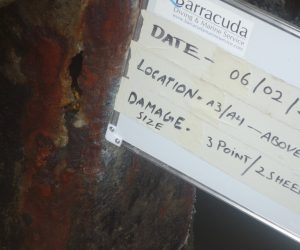 Barracuda
Diving & Marine Service
DATE - 06/02/
LOCATION. A3/A4 - ABOVE
DAMAGE. 3 POINT / 2 SHEE
SIZE